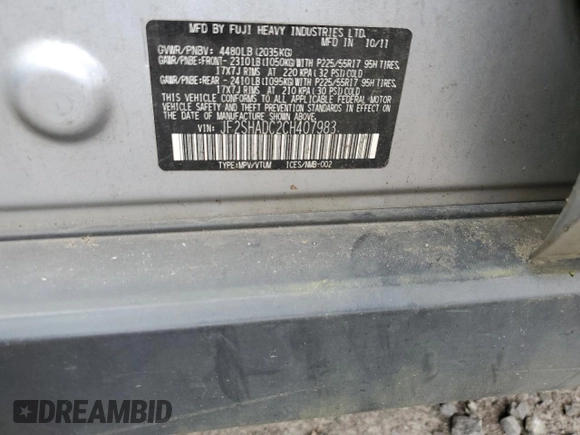 MFD BY FUJI HEAVY INDUSTRIES LTD.
IN 10/11
GVWR/PNBV: 4480LB (2035KG)
GAWR/PNBE:FRONT-2310LB(1050KG)WITH P225/55R17 95H TIRES,
17X7J RIMS AT 220 KPA (32 PSI)COLD
GAWR/PNBE:REAR -2410LB(1095KG)WITH P225/55R17 95H TIRES,
17X7J RIMS AT 210 KPA (30 PSI)COLD
THIS VEHICLE CONFORMS TO ALL APPLICABLE
FEDERAL MOTOR VEHICLE SAFETY AND
THEFT PREVENTION STANDARDS IN EFFECT ON THE
DATE OF MANUFACTURE SHOWN ABOVE.
VIN: JF2SHADC2CH407983
TYPE:MPV/VTUM ICES/NMB-002
DREAMBID